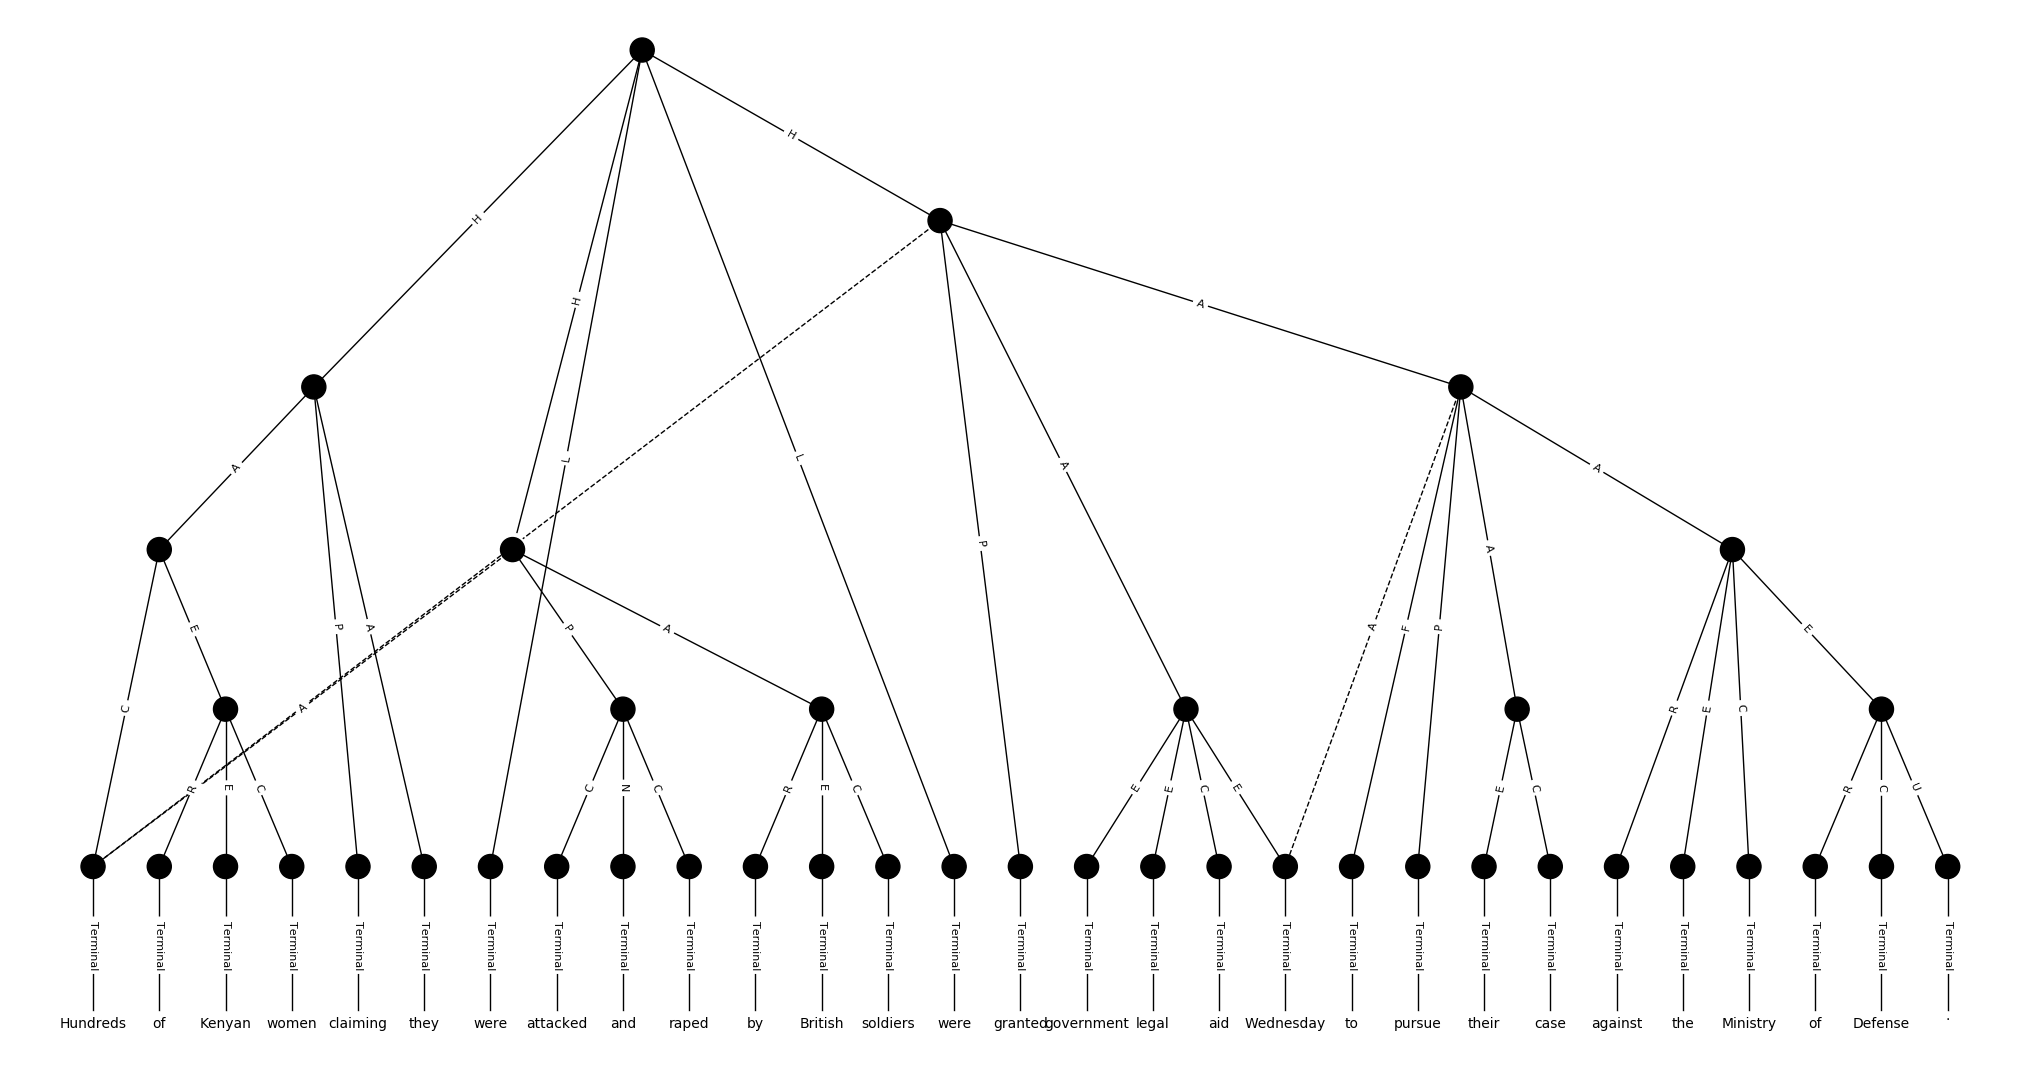 H
H
H
L
A
L
A
A
P
A
A
E
P
A
P
A
A
F
P
A
E
C
A
R
E
C
R
E
C
C
N
C
R
E
C
E
E
C
E
E
C
R
C
U
Terminal Terminal Terminal Terminal Terminal Terminal Terminal Terminal Terminal Terminal Terminal Terminal Terminal Terminal Terminal Terminal Terminal Terminal Terminal Terminal Terminal Terminal Terminal Terminal Terminal Terminal Terminal Terminal Terminal
Hundreds of Kenyan women claiming they were attacked and raped by British soldiers were granted government legal aid Wednesday to pursue their case against the Ministry of Defense .